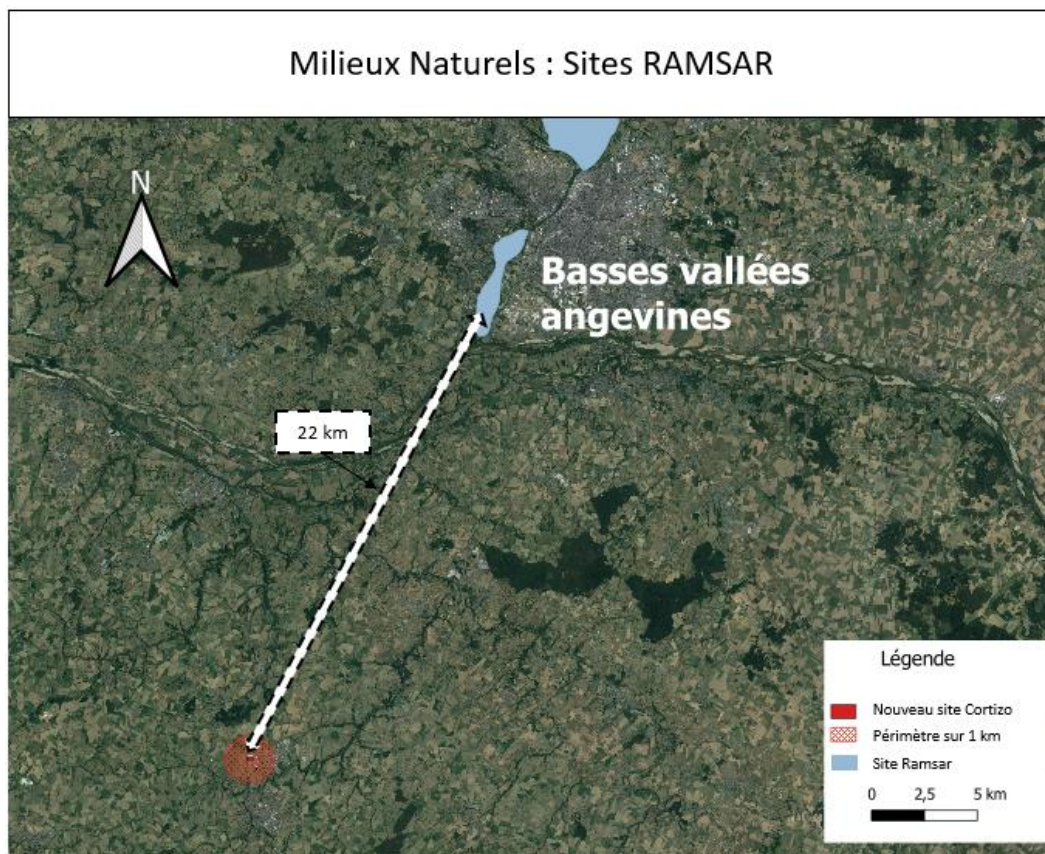 Milieux Naturels : Sites RAMSAR
N
Basses vallées
angevines
22 km
Légende
Nouveau site Cortizo
Périmètre sur 1 km
Site Ramsar
0 2,5 5 km